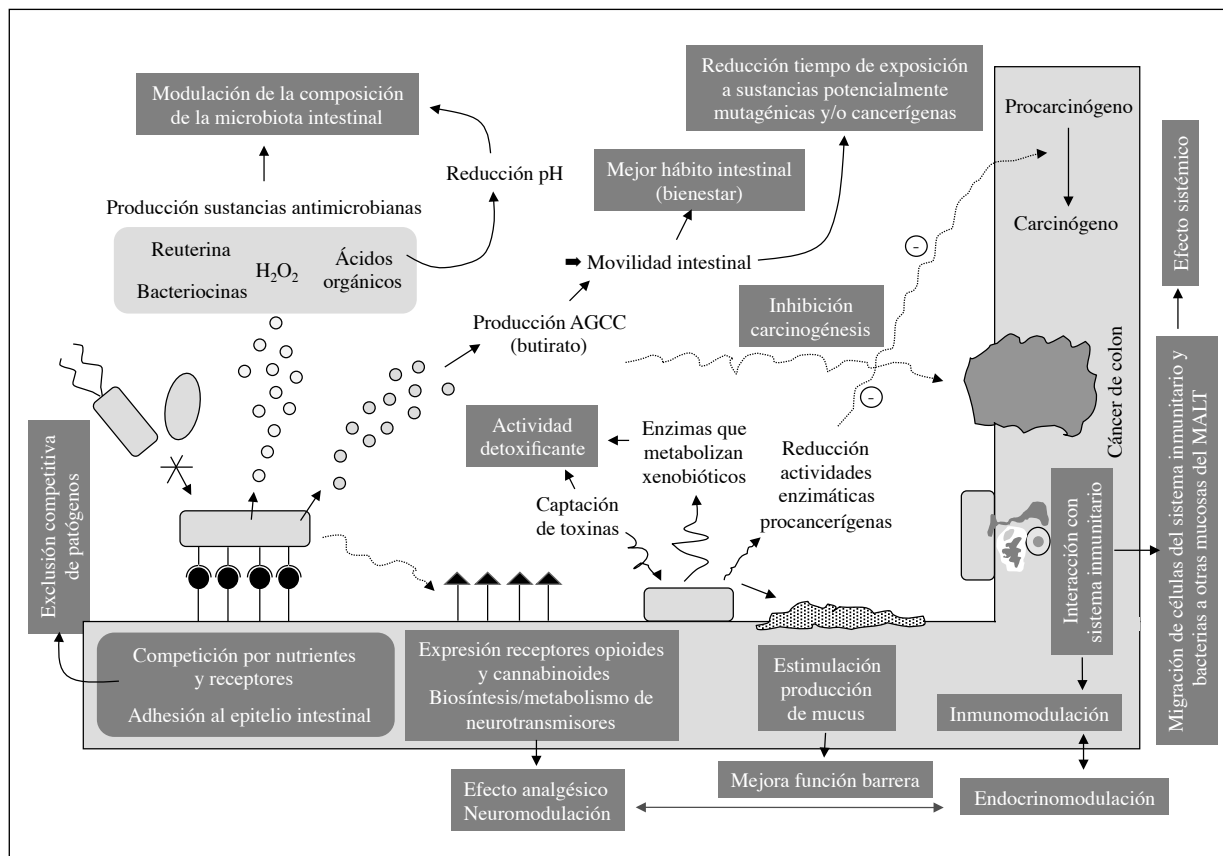 Modulación de la composición
de la microbiota intestinal
Reducción tiempo de exposición
a sustancias potencialmente
mutagénicas y/o cancerígenas
Procarcinógeno
Carcinógeno
Reducción pH
Mejor hábito intestinal
(bienestar)
Producción sustancias antimicrobianas
Reuterina
H₂O₂
Bacteriocinas
Ácidos
orgánicos
Movilidad intestinal
-
Producción AGCC
(butirato)
Inhibición
carcinogénesis
-
Cáncer de colon
Efecto sistémico
Migración de células del sistema inmunitario y
bacterias a otras mucosas del MALT
Actividad
detoxificante
Enzimas que
metabolizan
xenobióticos
Reducción
actividades
enzimáticas
procancerígenas
Captación
de toxinas
Exclusión competitiva
de patógenos
Interacción con
sistema inmunitario
Competición por nutrientes
y receptores
Adhesión al epitelio intestinal
Expresión receptores opioides
y cannabinoides
Biosíntesis/metabolismo de
neurotransmisores
Estimulación
producción
de mucus
Inmunomodulación
Efecto analgésico
Neuromodulación
Mejora función barrera
Endocrinomodulación